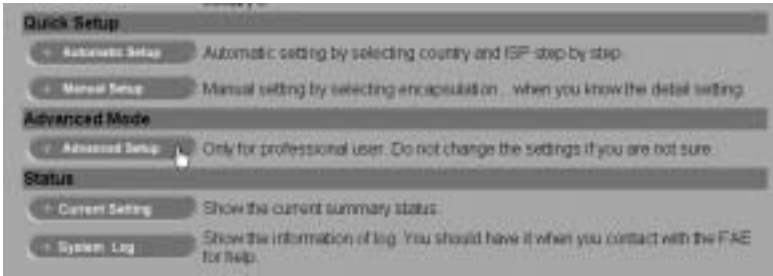 Quick Setup
Automatic Setup Automatic setting by selecting country and ISP step by step.
Manual Setup Manual setting by selecting encapsulation... when you know the detail setting.
Advanced Mode
Advanced Setup Only for professional user. Do not change the settings if you are not sure.
Status
Current Setting Show the current summary status.
System Log Show the information of log. You should have it when you contact with the FAE
for help.